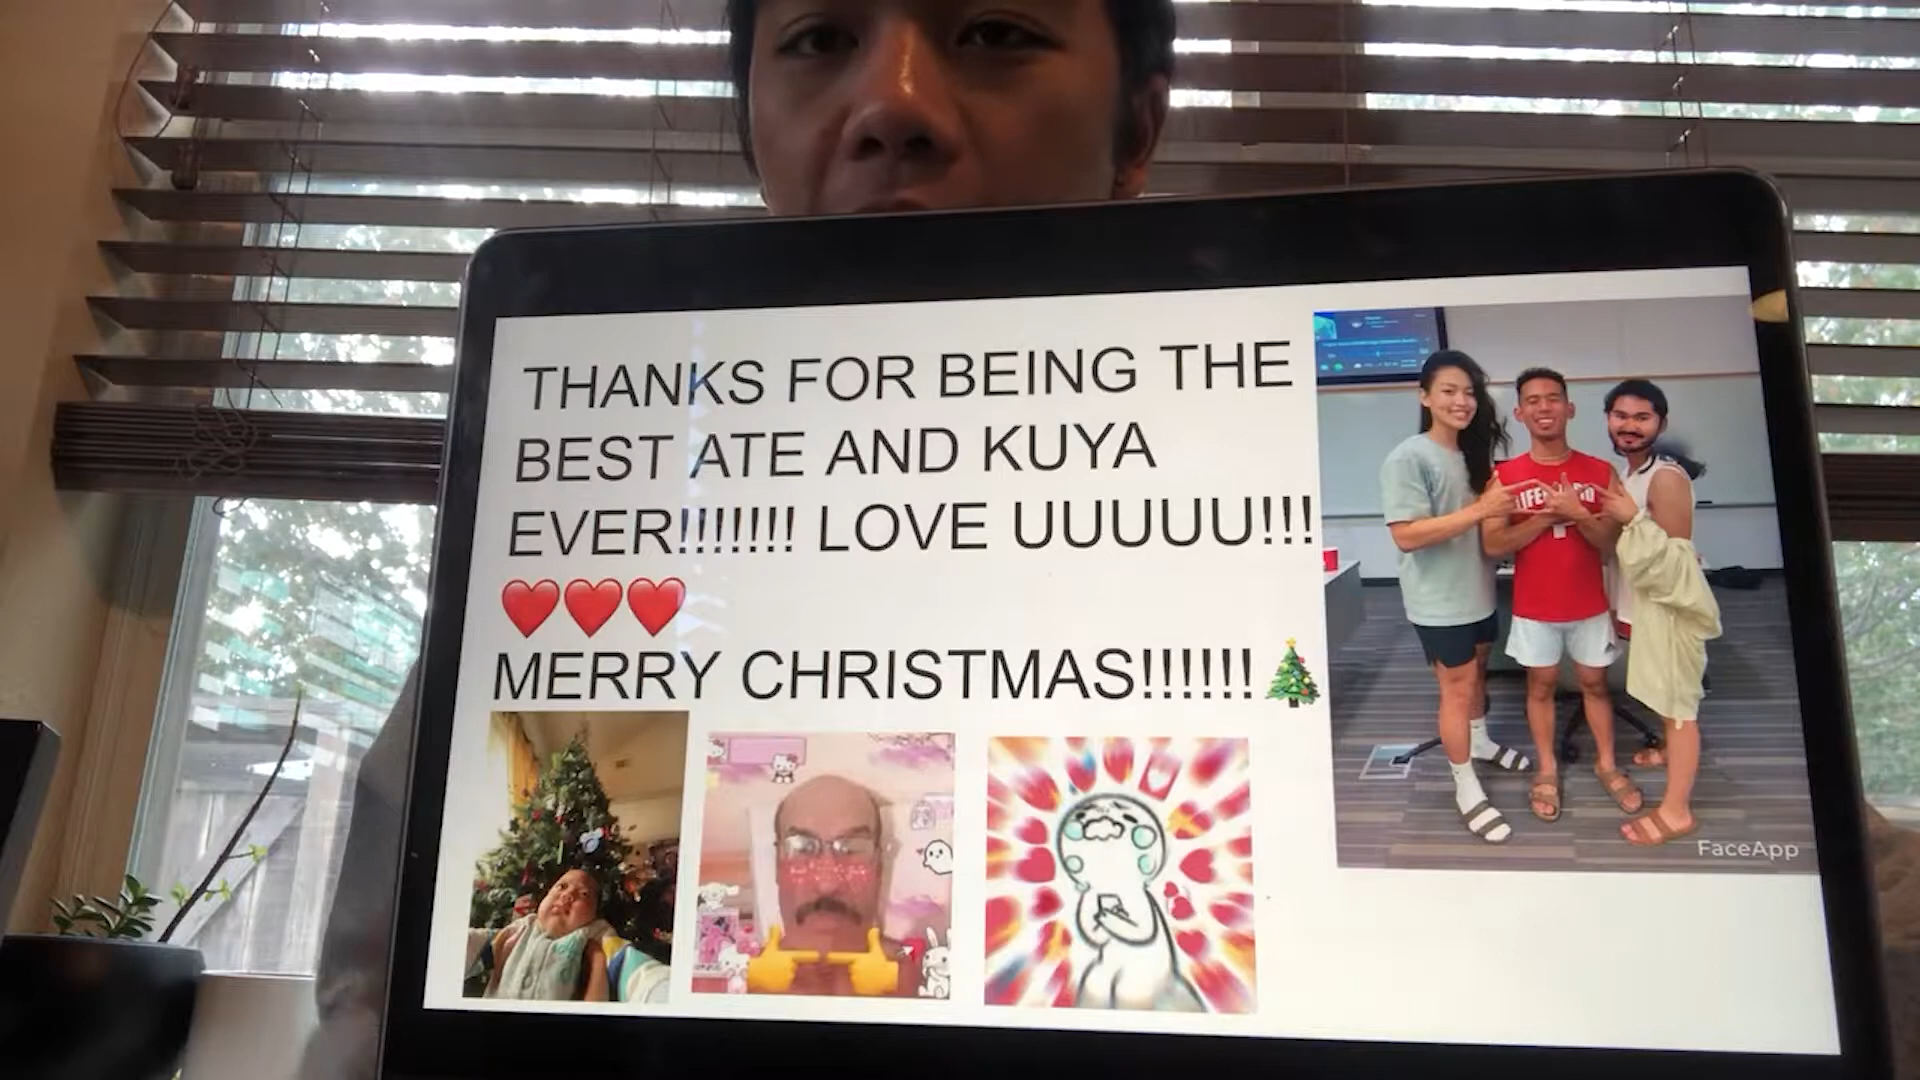 THANKS FOR BEING THE
BEST ATE AND KUYA
EVER!!!!!!! LOVE UUUUU!!!
❤️❤️❤️
MERRY CHRISTMAS!!!!!!🎄
FaceApp